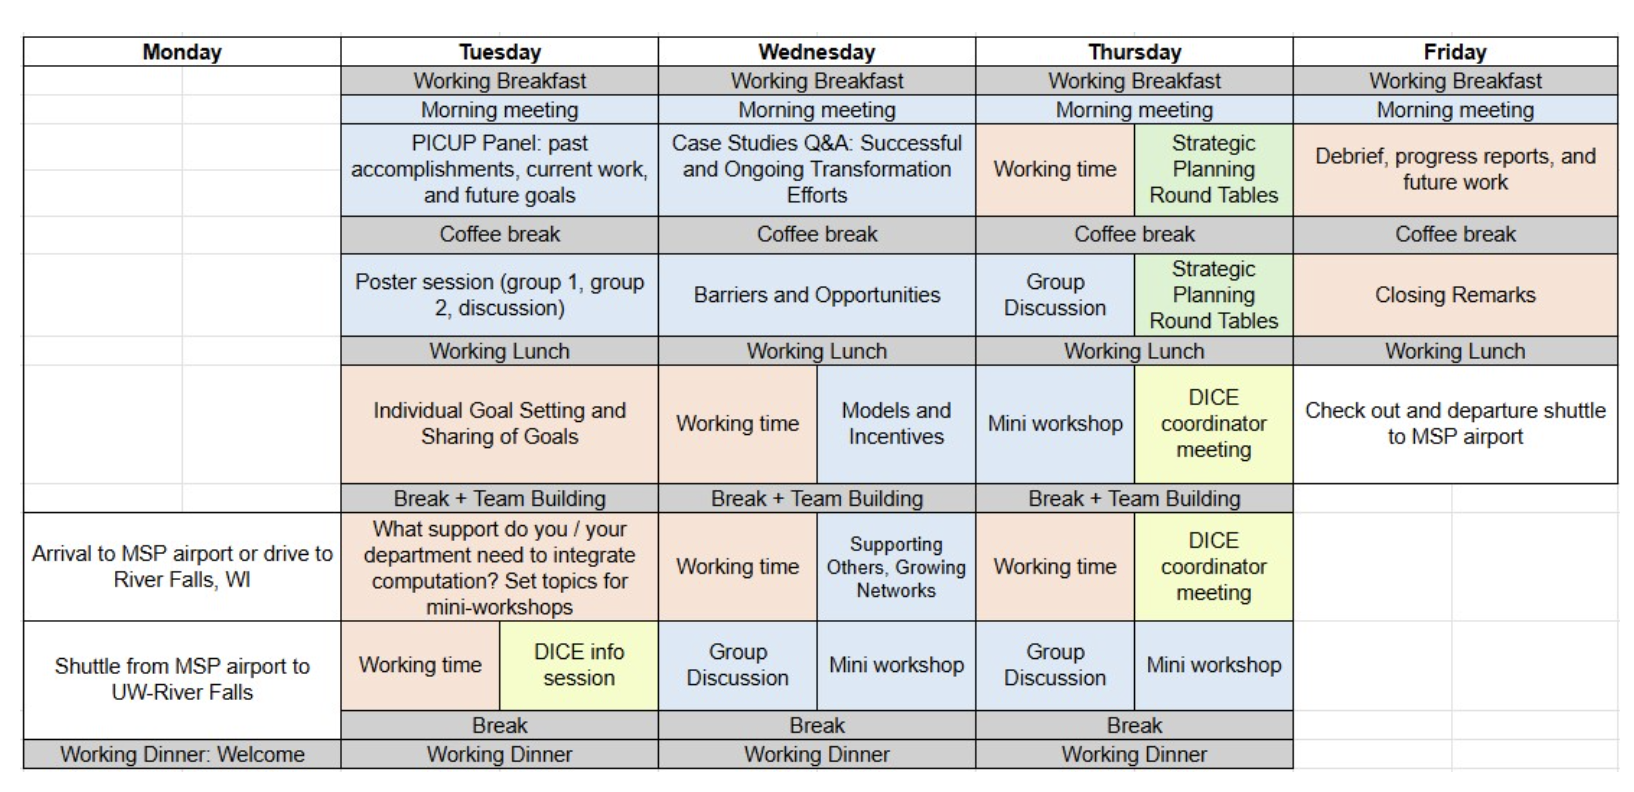 Monday
Tuesday
Wednesday
Thursday
Friday
Working Breakfast
Working Breakfast
Working Breakfast
Working Breakfast
Morning meeting
Morning meeting
Morning meeting
Morning meeting
PICUP Panel: past
accomplishments, current work,
and future goals
Case Studies Q&A: Successful
and Ongoing Transformation
Efforts
Working time
Strategic
Planning
Round Tables
Debrief, progress reports, and
future work
Coffee break
Coffee break
Coffee break
Coffee break
Poster session (group 1, group
2, discussion)
Barriers and Opportunities
Group
Discussion
Strategic
Planning
Round Tables
Closing Remarks
Working Lunch
Working Lunch
Working Lunch
Working Lunch
Individual Goal Setting and
Sharing of Goals
Working time
Models and
Incentives
Mini workshop
DICE
coordinator
meeting
Check out and departure shuttle
to MSP airport
Break + Team Building
Break + Team Building
Break + Team Building
Arrival to MSP airport or drive to
River Falls, WI
What support do you / your
department need to integrate
computation? Set topics for
mini-workshops
Working time
Supporting
Others, Growing
Networks
Working time
DICE
coordinator
meeting
Shuttle from MSP airport to
UW-River Falls
Working time
DICE info
session
Group
Discussion
Mini workshop
Group
Discussion
Mini workshop
Break
Break
Break
Working Dinner: Welcome
Working Dinner
Working Dinner
Working Dinner